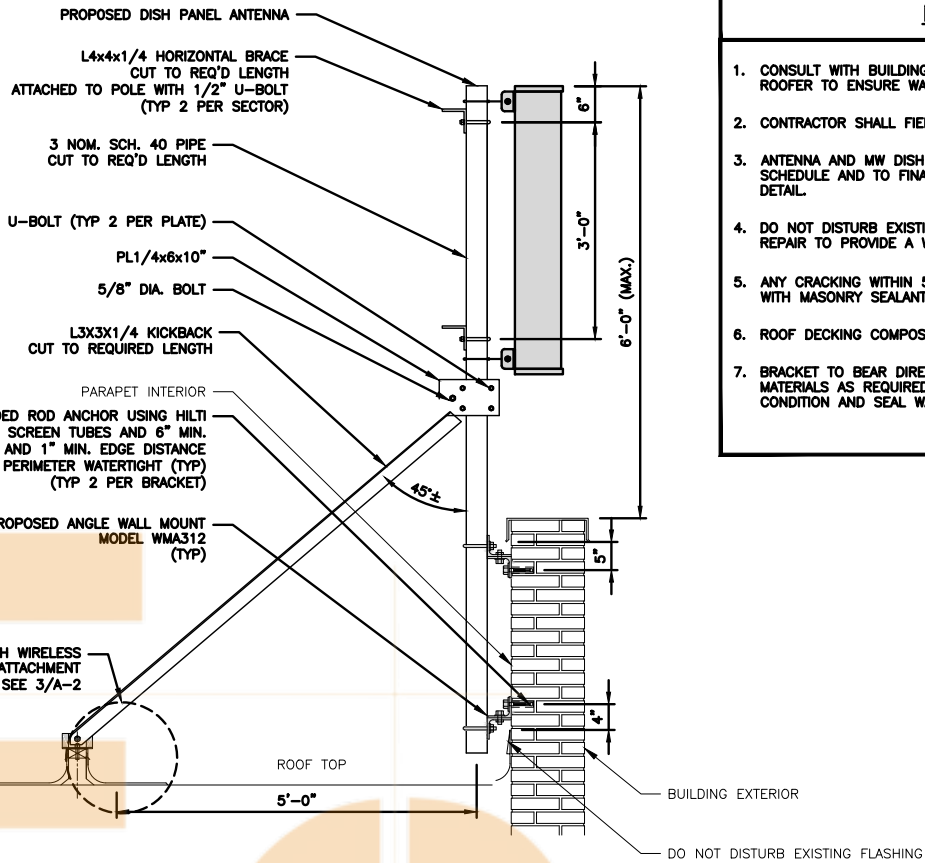 PROPOSED DISH PANEL ANTENNA
L4x4x1/4 HORIZONTAL BRACE
CUT TO REQ'D LENGTH
ATTACHED TO POLE WITH 1/2" U-BOLT
(TYP 2 PER SECTOR)
3 NOM. SCH. 40 PIPE
CUT TO REQ'D LENGTH
U-BOLT (TYP 2 PER PLATE)
PL1/4x6x10"
5/8" DIA. BOLT
L3X3X1/4 KICKBACK
CUT TO REQUIRED LENGTH
PARAPET INTERIOR
DED ROD ANCHOR USING HILTI
SCREEN TUBES AND 6" MIN.
AND 1" MIN. EDGE DISTANCE
PERIMETER WATERTIGHT (TYP)
(TYP 2 PER BRACKET)
ROPOSED ANGLE WALL MOUNT
MODEL WMA312
(TYP)
H WIRELESS
ATTACHMENT
SEE 3/A-2
6"
3'-0"
6'-0" (MAX.)
45°±
5"
4"
ROOF TOP
5'-0"
BUILDING EXTERIOR
DO NOT DISTURB EXISTING FLASHING
1. CONSULT WITH BUILDING
ROOFER TO ENSURE WA
2. CONTRACTOR SHALL FIE
3. ANTENNA AND MW DISH
SCHEDULE AND TO FINA
DETAIL.
4. DO NOT DISTURB EXISTI
REPAIR TO PROVIDE A W
5. ANY CRACKING WITHIN 5
WITH MASONRY SEALANT
6. ROOF DECKING COMPOS
7. BRACKET TO BEAR DIRE
MATERIALS AS REQUIRED
CONDITION AND SEAL WA